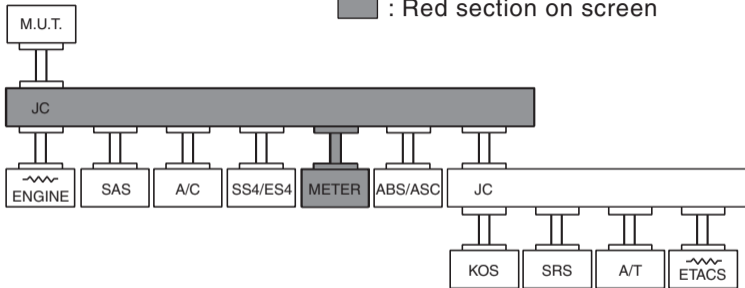 : Red section on screen
M.U.T.
JC
ENGINE
SAS
A/C
SS4/ES4
METER
ABS/ASC
JC
KOS
SRS
A/T
ETACS